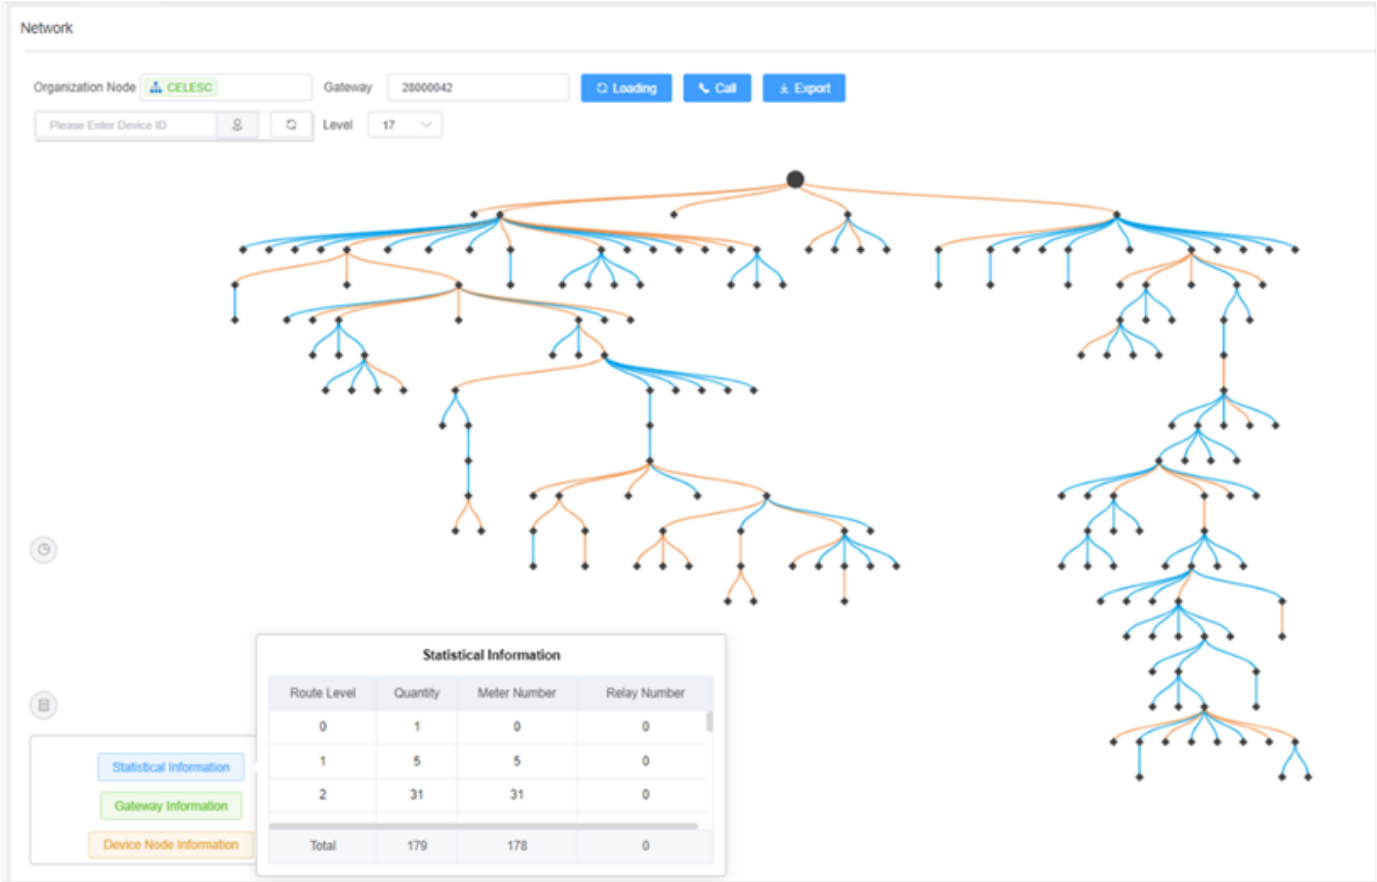 Network
Organization Node CELESC Gateway 28000042 Loading Call Export
Please Enter Device ID Level 17
Statistical Information
Route Level Quantity Meter Number Relay Number
0 1 0 0
1 5 5 0
2 31 31 0
Total 179 178 0
Statistical Information
Gateway Information
Device Node Information